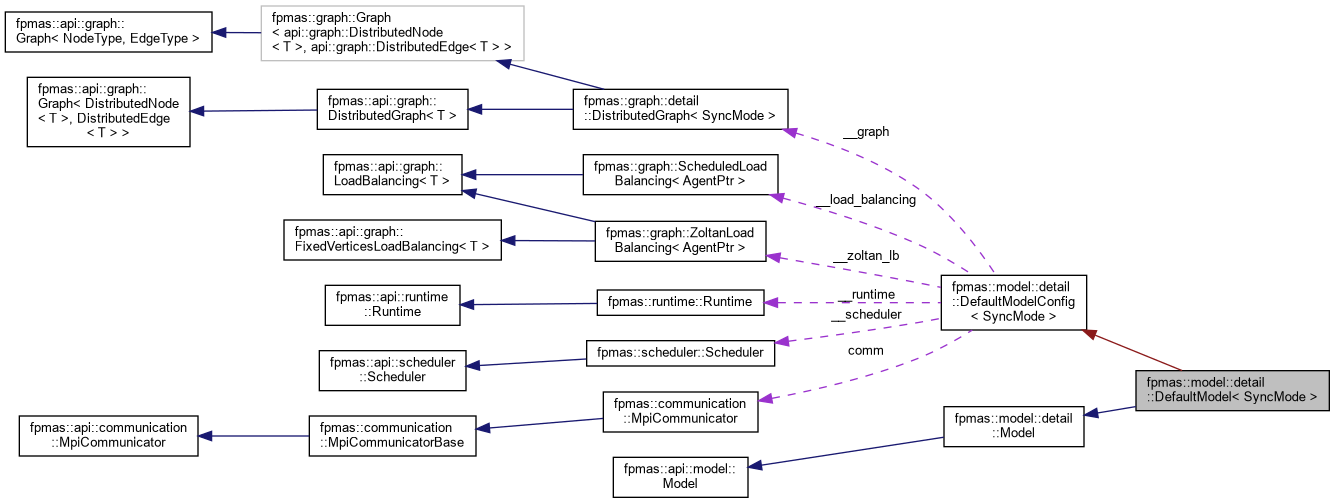 fpmas::api::graph::
Graph< NodeType, EdgeType >
fpmas::graph::Graph
< api::graph::DistributedNode
< T >, api::graph::DistributedEdge< T > >
fpmas::api::graph::
Graph< DistributedNode
< T >, DistributedEdge
< T > >
fpmas::api::graph::
DistributedGraph< T >
fpmas::graph::detail
::DistributedGraph< SyncMode >
__graph
fpmas::api::graph::
LoadBalancing< T >
fpmas::graph::ScheduledLoad
Balancing< AgentPtr >
__load_balancing
fpmas::api::graph::
FixedVerticesLoadBalancing< T >
fpmas::graph::ZoltanLoad
Balancing< AgentPtr >
__zoltan_lb
fpmas::api::runtime
::Runtime
fpmas::runtime::Runtime
__runtime
fpmas::model::detail
::DefaultModelConfig
< SyncMode >
__scheduler
fpmas::api::scheduler
::Scheduler
fpmas::scheduler::Scheduler
comm
fpmas::model::detail
::DefaultModel< SyncMode >
fpmas::api::communication
::MpiCommunicator
fpmas::communication
::MpiCommunicatorBase
fpmas::communication
::MpiCommunicator
fpmas::model::detail
::Model
fpmas::api::model::
Model